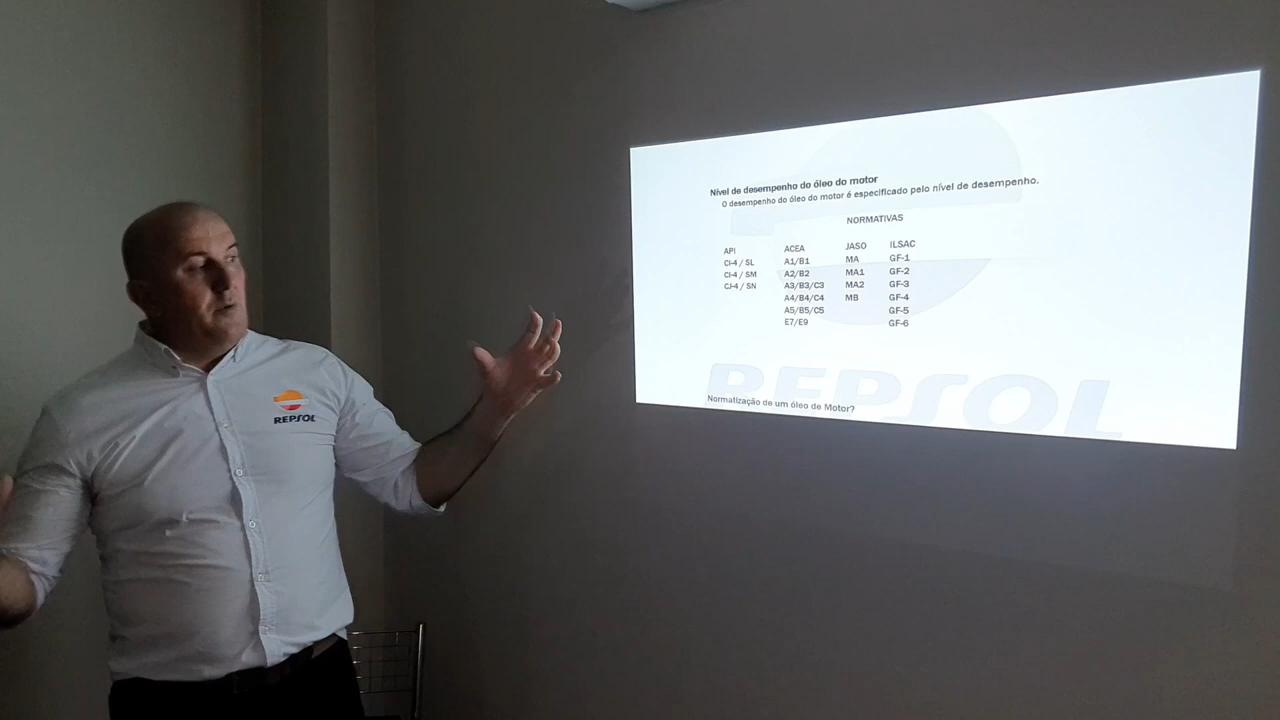 Nível de desempenho do óleo do motor
O desempenho do óleo do motor é especificado pelo nível de desempenho.
NORMATIVAS
API ACEA JASO ILSAC
CI-4 / SL A1/B1 MA GF-1
CI-4 / SM A2/B2 MA1 GF-2
CJ-4 / SN A3/B3/C3 MA2 GF-3
A4/B4/C4 MB GF-4
A5/B5/C5 GF-5
E7/E9 GF-6
REPSOL
Normatização de um óleo de Motor?
REPSOL